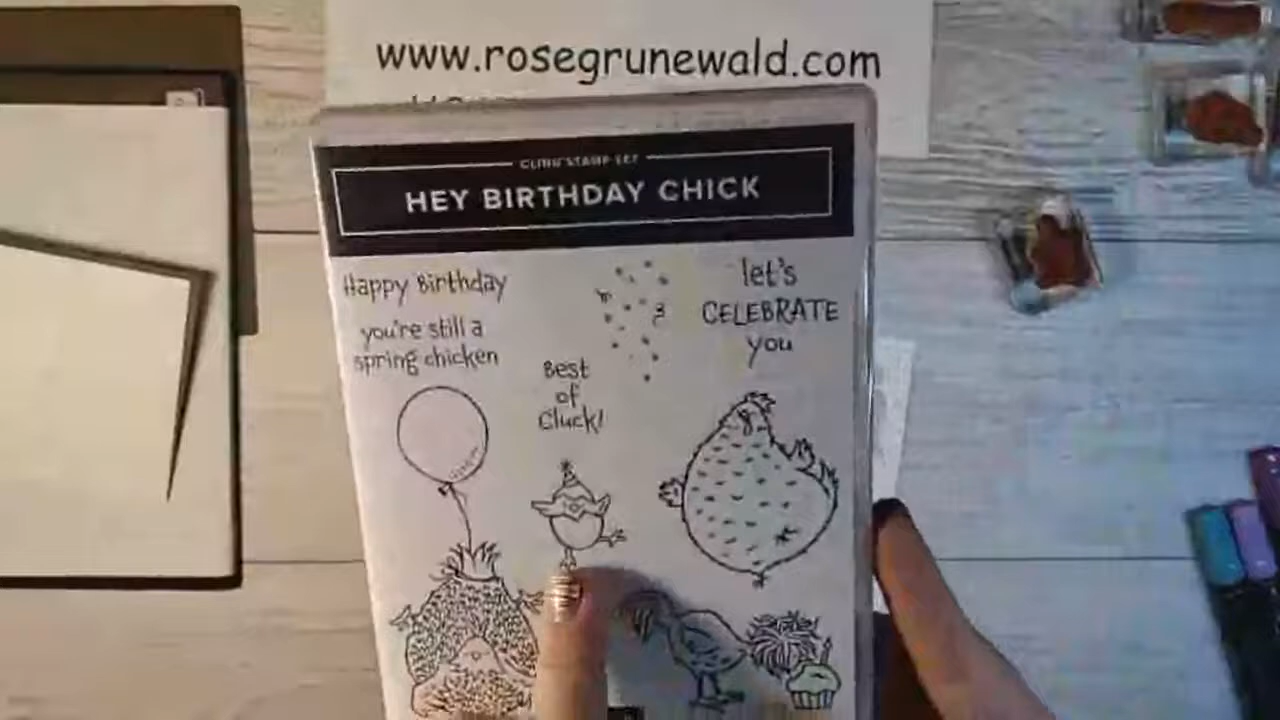 www.rosegrunewald.com
CLING STAMP SET
HEY BIRTHDAY CHICK
Happy Birthday
you're still a
spring chicken
Best
of
Cluck!
let's
CELEBRATE
you